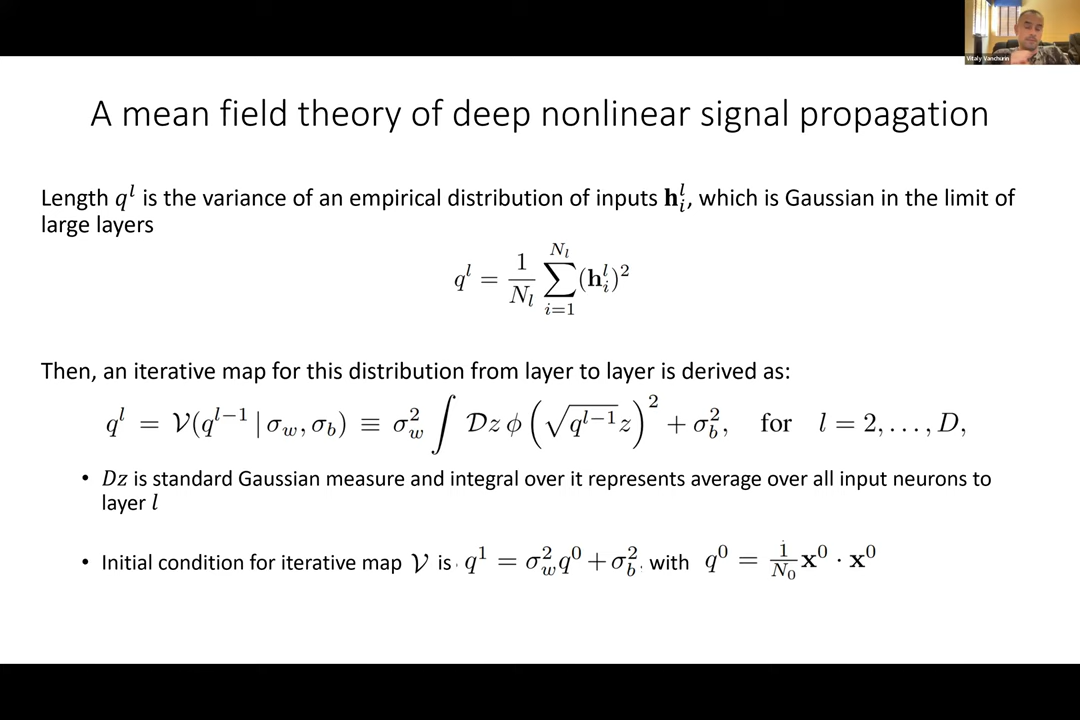 Vitaly Vanchurin
A mean field theory of deep nonlinear signal propagation
Length q^l is the variance of an empirical distribution of inputs 𝐡_i^l, which is Gaussian in the limit of
large layers
q^l = \frac{1}{N_l} \sum_{i=1}^{N_l} (𝐡_i^l)^2
Then, an iterative map for this distribution from layer to layer is derived as:
q^l = 𝒱(q^{l−1} | σ_w, σ_b) ≡ σ_w^2 ∫ 𝒟z ϕ(√{q^{l−1}} z)^2 + σ_b^2, for l = 2, . . . , D,
• Dz is standard Gaussian measure and integral over it represents average over all input neurons to
layer l
• Initial condition for iterative map 𝒱 is q^1 = σ_w^2 q^0 + σ_b^2. with q^0 = \frac{1}{N_0} 𝐱^0 · 𝐱^0